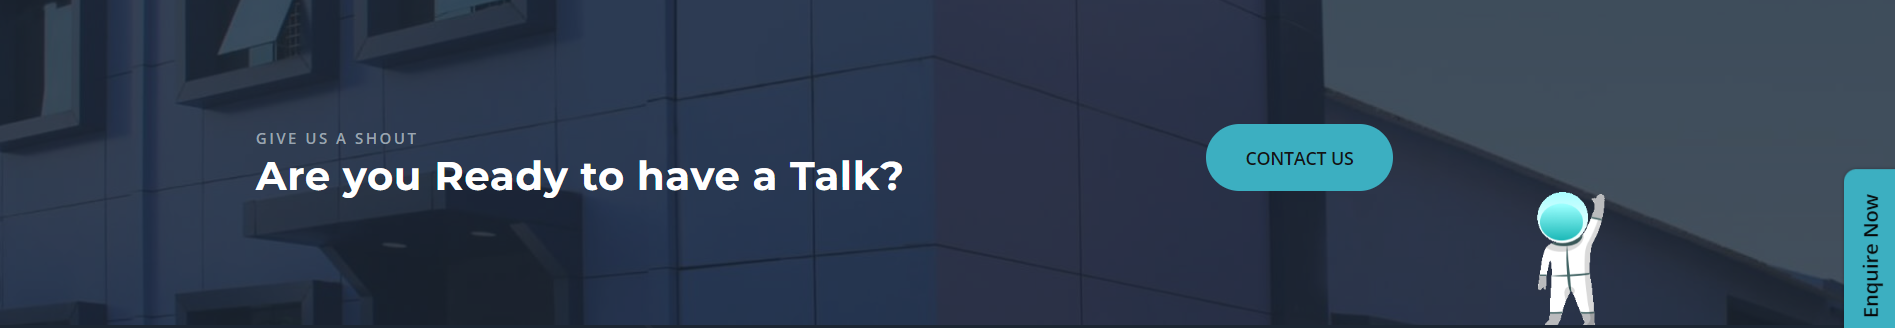 GIVE US A SHOUT
Are you Ready to have a Talk?
CONTACT US
Enquire Now